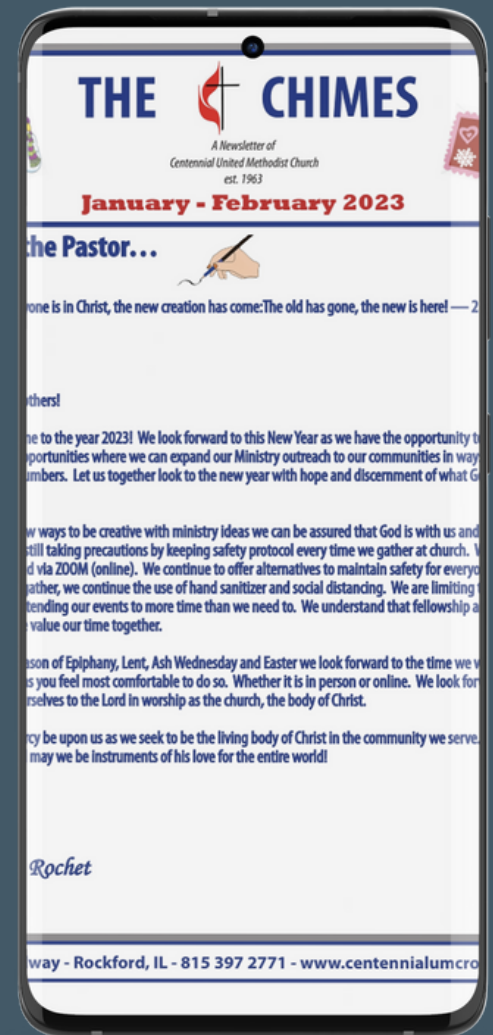 THE CHIMES
A Newsletter of
Centennial United Methodist Church
est. 1963
January - February 2023
the Pastor...
one is in Christ, the new creation has come:The old has gone, the new is here! — 2
thers!
e to the year 2023! We look forward to this New Year as we have the opportunity t
portunities where we can expand our Ministry outreach to our communities in way
mbers. Let us together look to the new year with hope and discernment of what G
w ways to be creative with ministry ideas we can be assured that God is with us and
still taking precautions by keeping safety protocol every time we gather at church.
d via ZOOM (online). We continue to offer alternatives to maintain safety for everyo
ather, we continue the use of hand sanitizer and social distancing. We are limiting
tending our events to more time than we need to. We understand that fellowship a
value our time together.
son of Epiphany, Lent, Ash Wednesday and Easter we look forward to the time we w
s you feel most comfortable to do so. Whether it is in person or online. We look for
rselves to the Lord in worship as the church, the body of Christ.
cy be upon us as we seek to be the living body of Christ in the community we serve.
may we be instruments of his love for the entire world!
Rochet
way - Rockford, IL - 815 397 2771 - www.centennialumcro